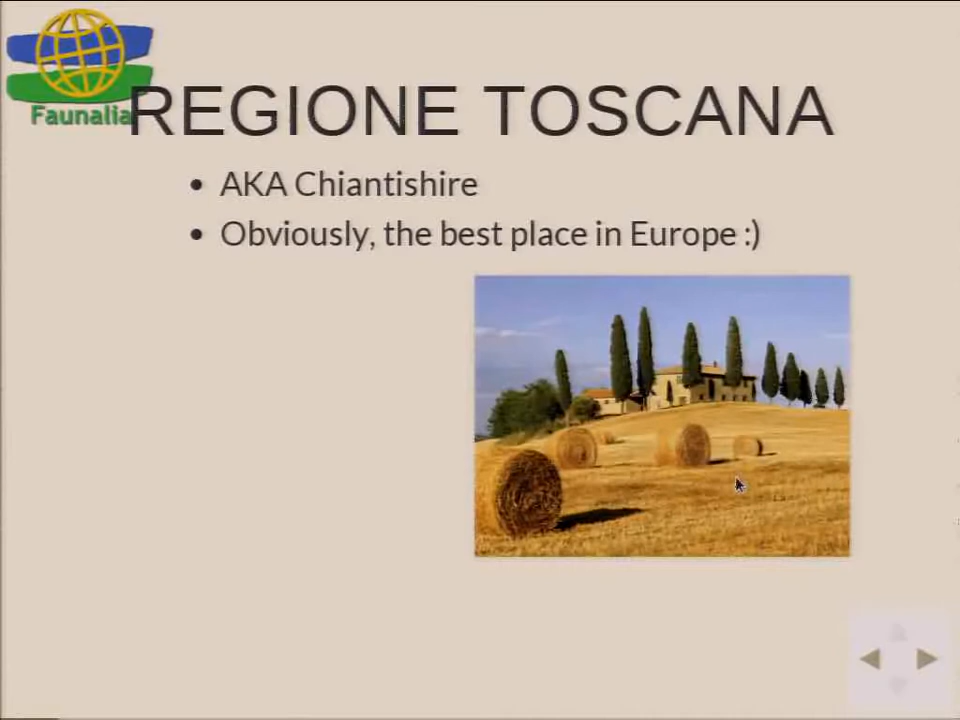 Faunalia
REGIONE TOSCANA
• AKA Chiantishire
• Obviously, the best place in Europe :)